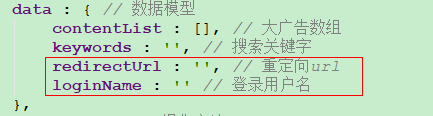 data : { // 数据模型
contentList : [], // 大广告数组
keywords : '', // 搜索关键字
redirectUrl : '', // 重定向url
loginName : '' // 登录用户名
},